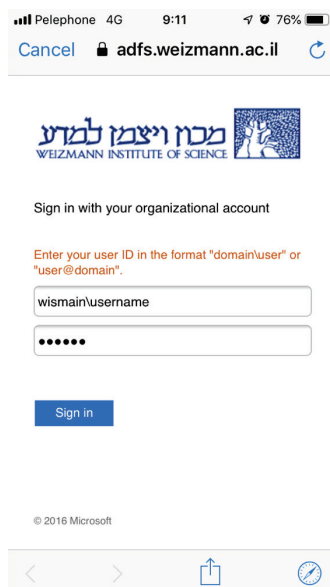 Pelephone 4G 9:11 76%
Cancel adfs.weizmann.ac.il
מכון ויצמן למדע
WEIZMANN INSTITUTE OF SCIENCE
Sign in with your organizational account
Enter your user ID in the format "domain\user" or
"user@domain".
wismain\username
••••••
Sign in
© 2016 Microsoft